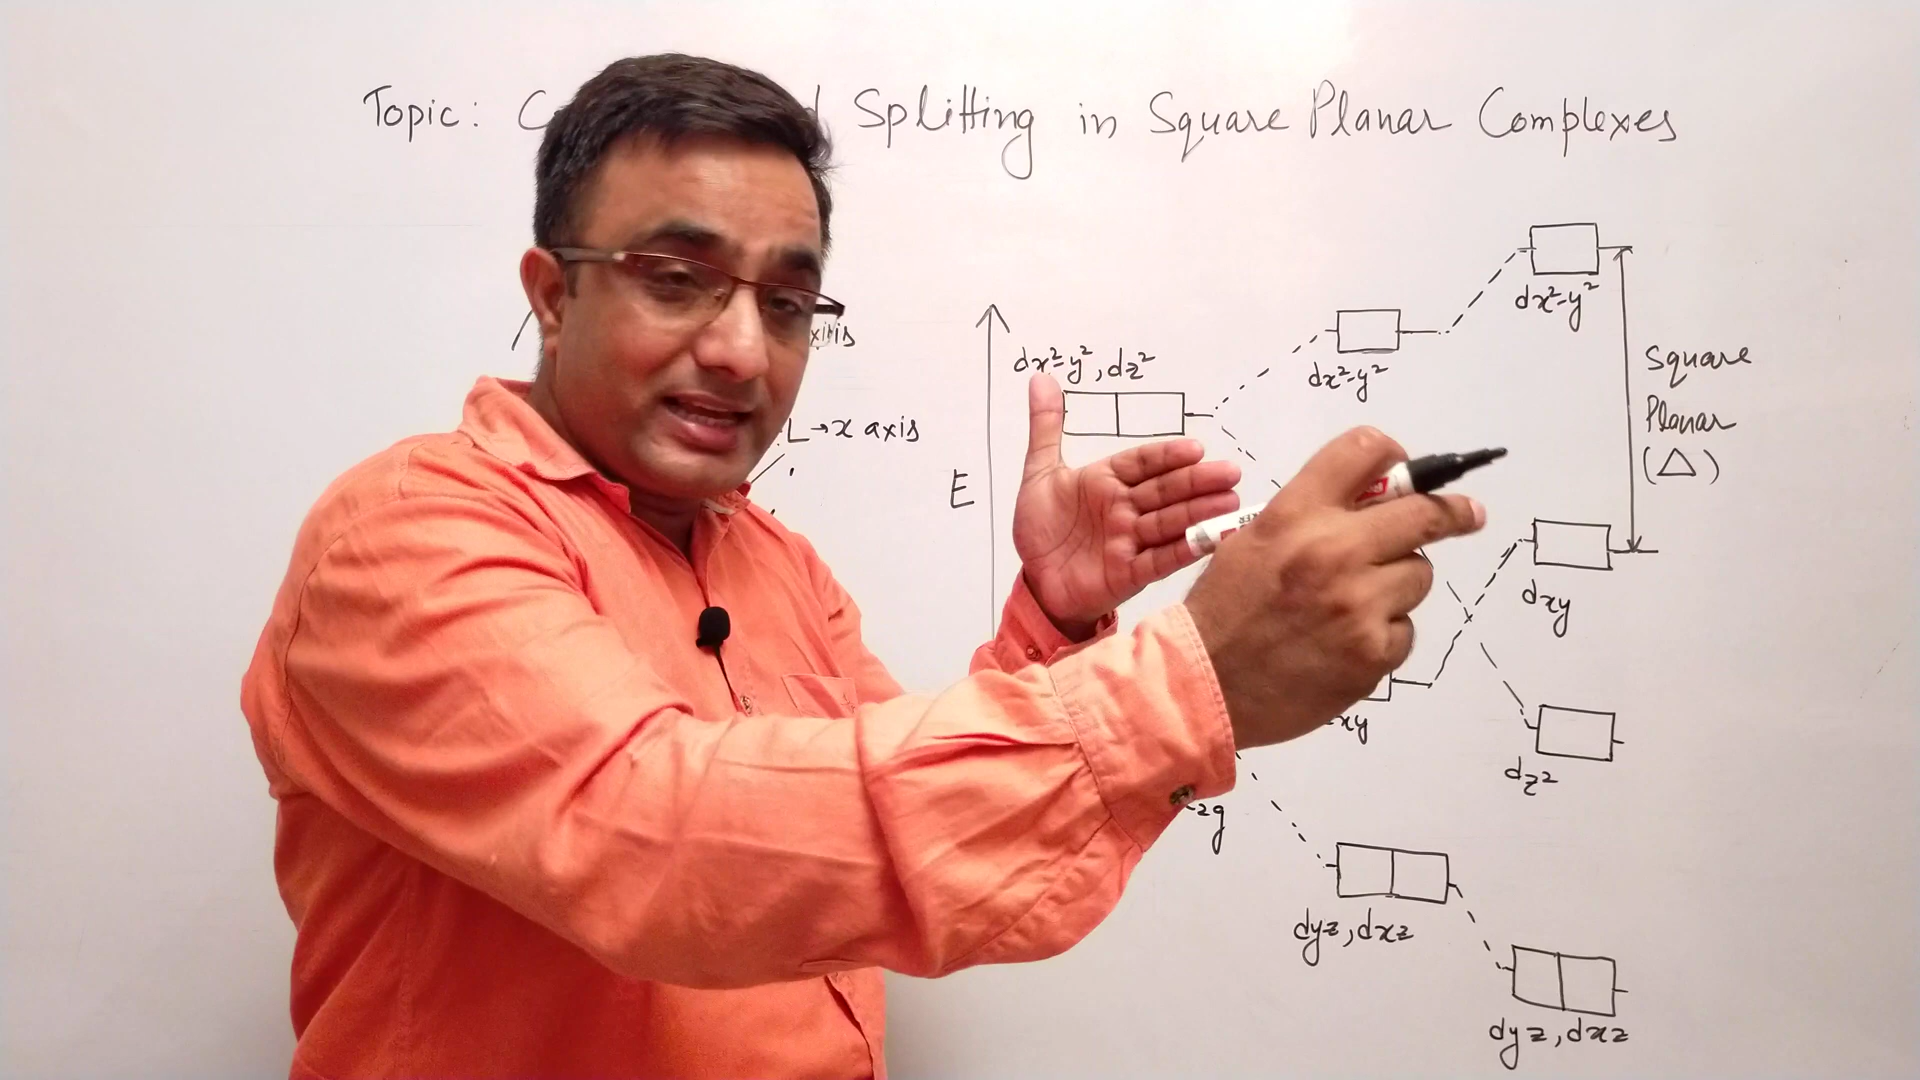 Topic: C d Splitting in Square Planar Complexes
dx²-y²
dx²-y²
dx²-y², dz²
Square
Planar
(△)
L → x axis
E
dxy
xy
dz²
2g
dyz, dxz
dyz, dxz